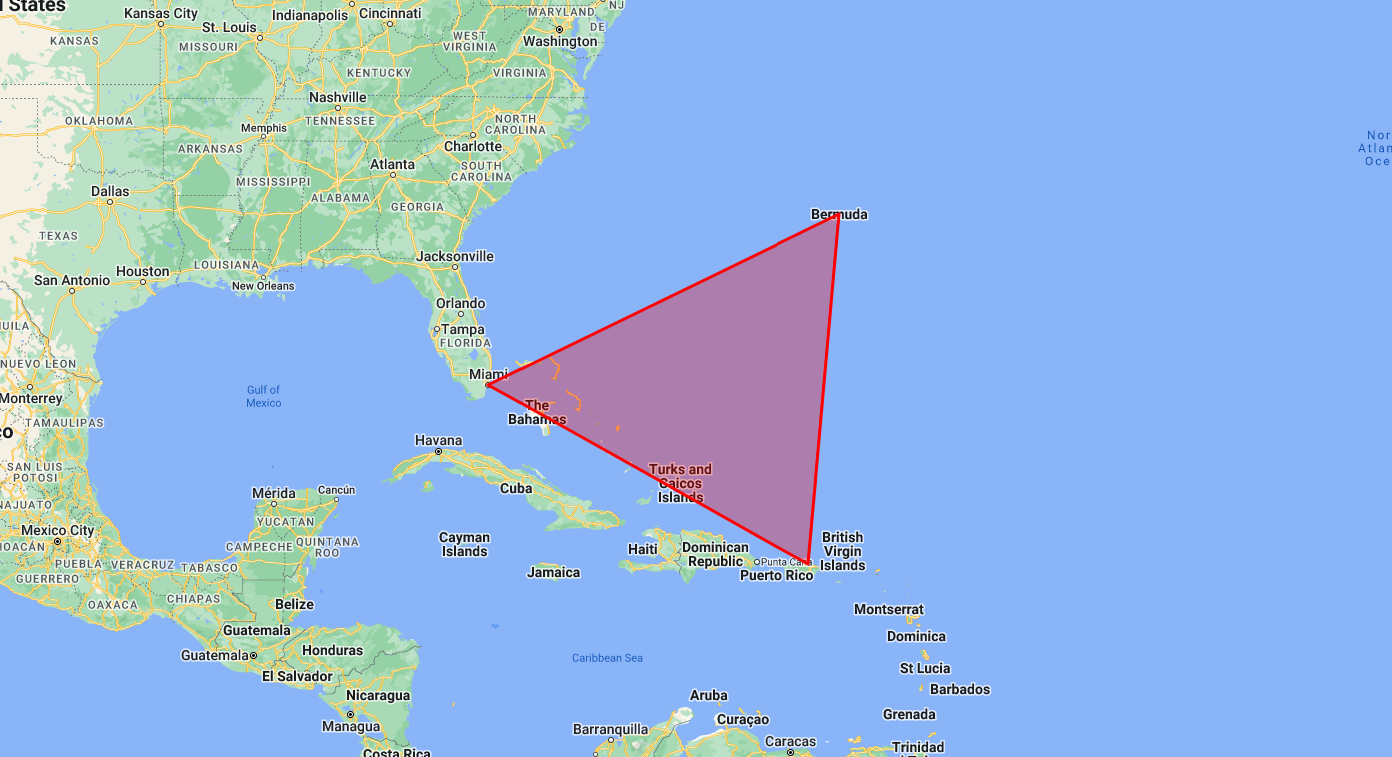 l States
Kansas City
Indianapolis
Cincinnati
MARYLAND
NJ
DE
St. Louis
KANSAS
MISSOURI
WEST
VIRGINIA
Washington
KENTUCKY
VIRGINIA
Nashville
OKLAHOMA
TENNESSEE
Memphis
NORTH
CAROLINA
Nor
Atlan
Oce
ARKANSAS
Charlotte
Atlanta
SOUTH
CAROLINA
MISSISSIPPI
Dallas
ALABAMA
GEORGIA
Bermuda
TEXAS
Jacksonville
LOUISIANA
Houston
San Antonio
New Orleans
Orlando
UILA
Tampa
FLORIDA
NUEVO LEON
Miami
Monterrey
Gulf of
Mexico
The
Bahamas
TAMAULIPAS
co
Havana
SAN LUIS
POTOSI
Turks and
Caicos
Islands
Cuba
Mérida
Cancún
NAJUATO
YUCATAN
Mexico City
QUINTANA
ROO
Cayman
Islands
British
Virgin
Islands
HOACÁN
CAMPECHE
Haiti
Dominican
Republic
PUEBLA
VERACRUZ
TABASCO
Punta Cana
Jamaica
Puerto Rico
GUERRERO
CHIAPAS
OAXACA
Belize
Montserrat
Guatemala
Dominica
Honduras
Guatemala
Caribbean Sea
El Salvador
St Lucia
Nicaragua
Aruba
Barbados
Managua
Curaçao
Grenada
Barranquilla
Caracas
Trinidad
Costa Rica